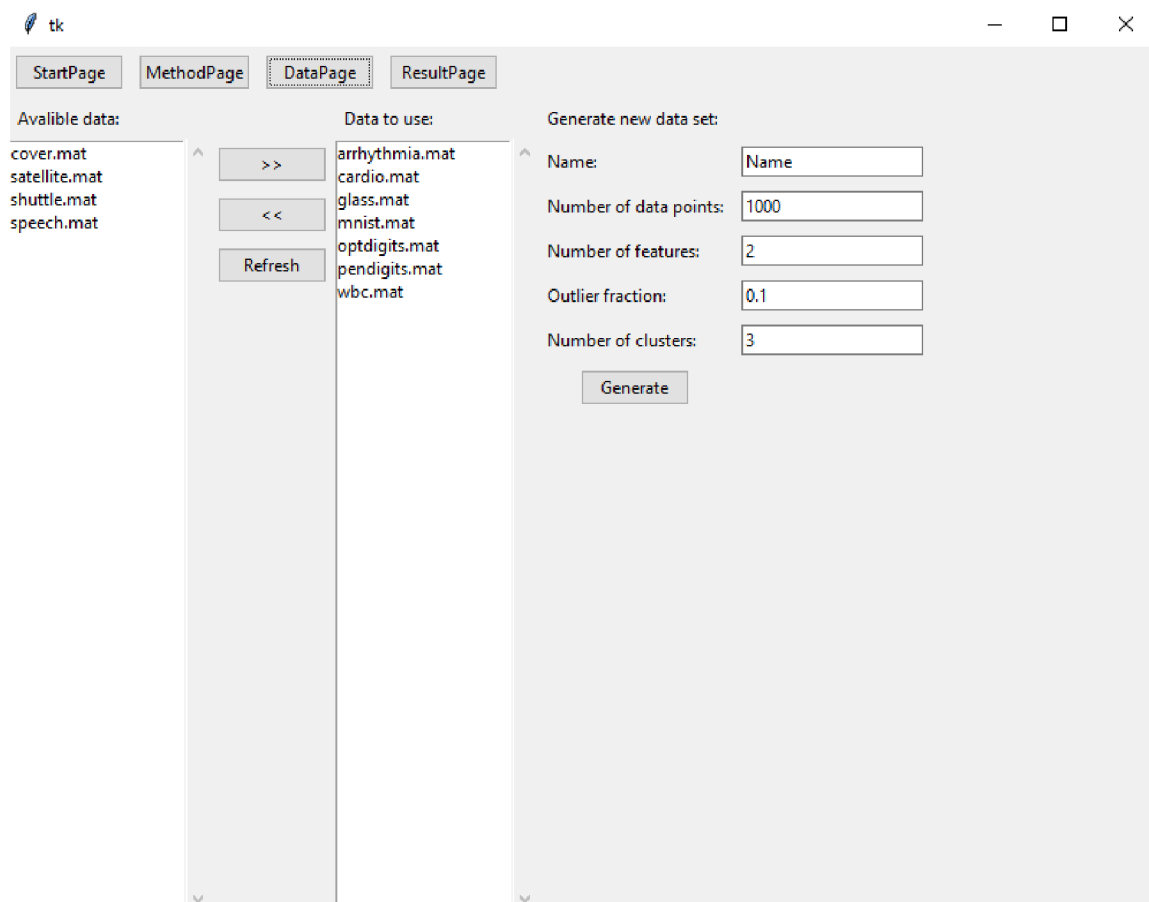 tk
StartPage MethodPage DataPage ResultPage
Avalible data: Data to use: Generate new data set:
cover.mat
satellite.mat
shuttle.mat
speech.mat
>>
<<
Refresh
arrhythmia.mat
cardio.mat
glass.mat
mnist.mat
optdigits.mat
pendigits.mat
wbc.mat
Name: Name
Number of data points: 1000
Number of features: 2
Outlier fraction: 0.1
Number of clusters: 3
Generate